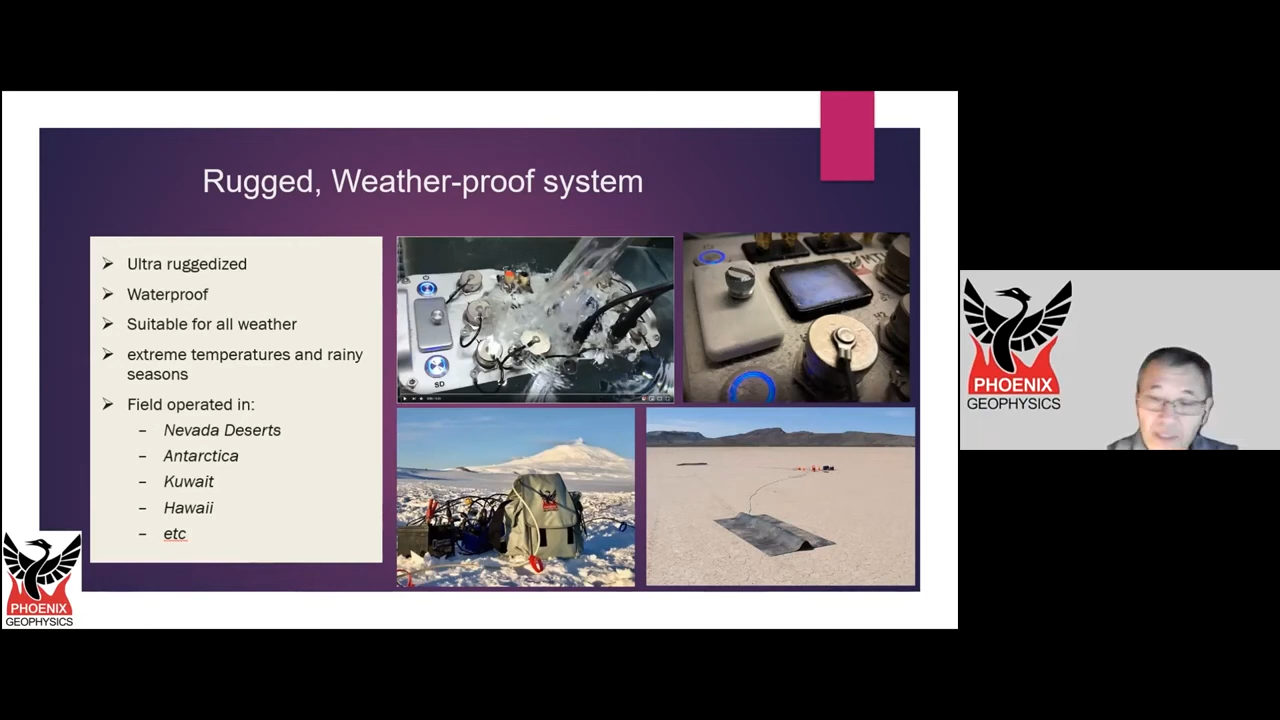 Rugged, Weather-proof system
Ultra ruggedized
Waterproof
Suitable for all weather
extreme temperatures and rainy
seasons
Field operated in:
– Nevada Deserts
– Antarctica
– Kuwait
– Hawaii
– etc
SD
PHOENIX
GEOPHYSICS
PHOENIX
GEOPHYSICS